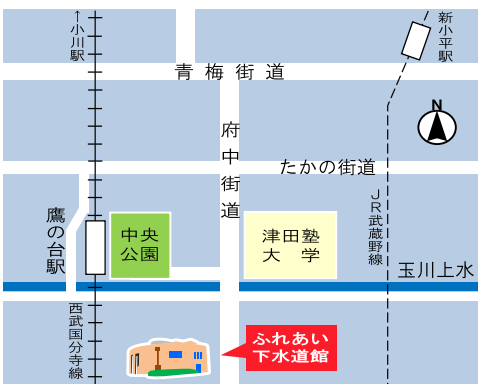 ↑小川駅
新小平駅
青梅街道
N
府中街道
たかの街道
JR武蔵野線
鷹の台駅
中央
公園
津田塾
大学
玉川上水
西武国分寺線
ふれあい
下水道館